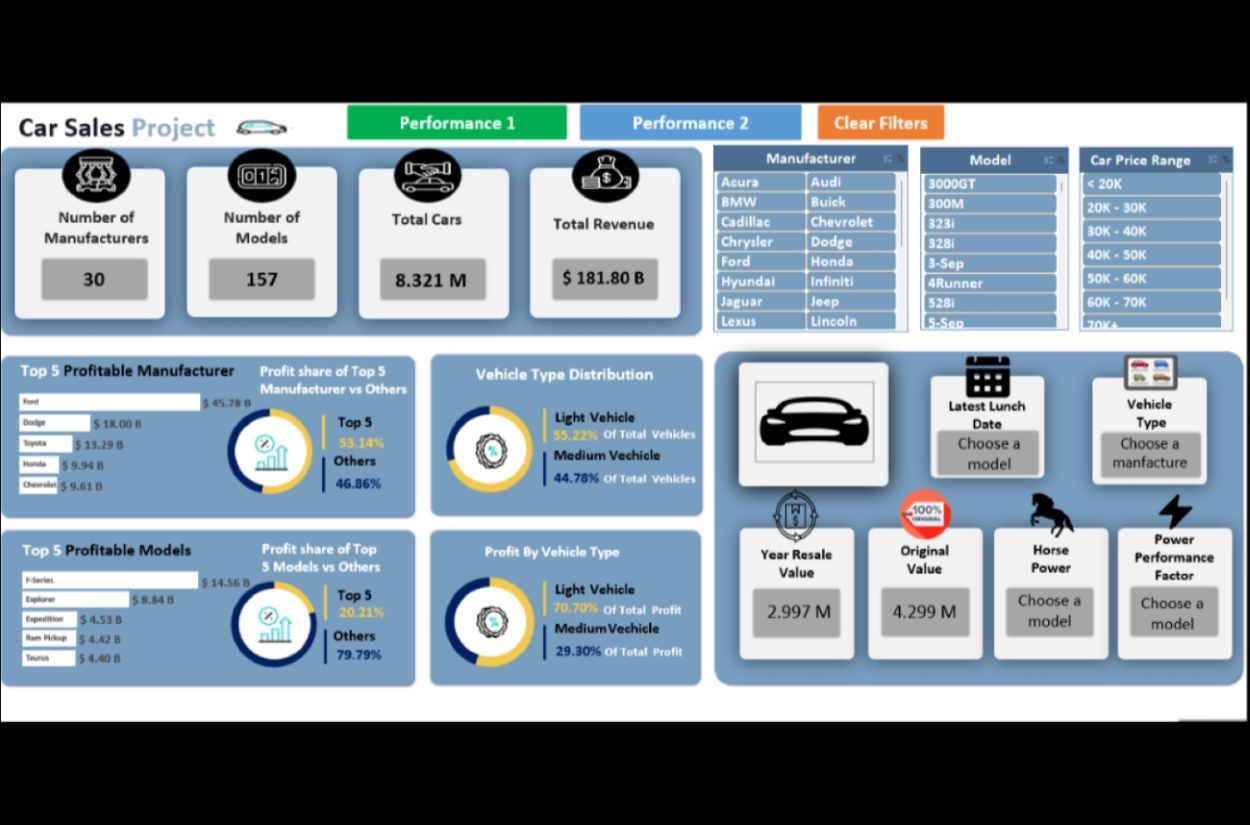 Car Sales Project
Performance 1
Performance 2
Clear Filters
Number of
Manufacturers
30
Number of
Models
157
Total Cars
8.321 M
Total Revenue
$ 181.80 B
Manufacturer
Acura
Audi
BMW
Buick
Cadillac
Chevrolet
Chrysler
Dodge
Ford
Honda
Hyundai
Infiniti
Jaguar
Jeep
Lexus
Lincoln
Model
3000GT
300M
323i
328i
3-Sep
4Runner
528i
5-Sep
Car Price Range
< 20K
20K - 30K
30K - 40K
40K - 50K
50K - 60K
60K - 70K
70K+
Top 5 Profitable Manufacturer
Ford
$ 45.78 B
Dodge
$ 18.00 B
Toyota
$ 13.29 B
Honda
$ 9.94 B
Chevrolet
$ 9.61 B
Profit share of Top 5
Manufacturer vs Others
Top 5
53.14%
Others
46.86%
Vehicle Type Distribution
Light Vehicle
55.22% Of Total Vehicles
Medium Vechicle
44.78% Of Total Vehicles
Top 5 Profitable Models
F-Series
$ 14.56 B
Explorer
$ 8.84 B
Expedition
$ 4.53 B
Ram Pickup
$ 4.42 B
Taurus
$ 4.40 B
Profit share of Top
5 Models vs Others
Top 5
20.21%
Others
79.79%
Profit By Vehicle Type
Light Vehicle
70.70% Of Total Profit
Medium Vechicle
29.30% Of Total Profit
Latest Lunch
Date
Choose a
model
Vehicle
Type
Choose a
manfacture
Year Resale
Value
2.997 M
100%
ORIGINAL
Original
Value
4.299 M
Horse
Power
Choose a
model
Power
Performance
Factor
Choose a
model